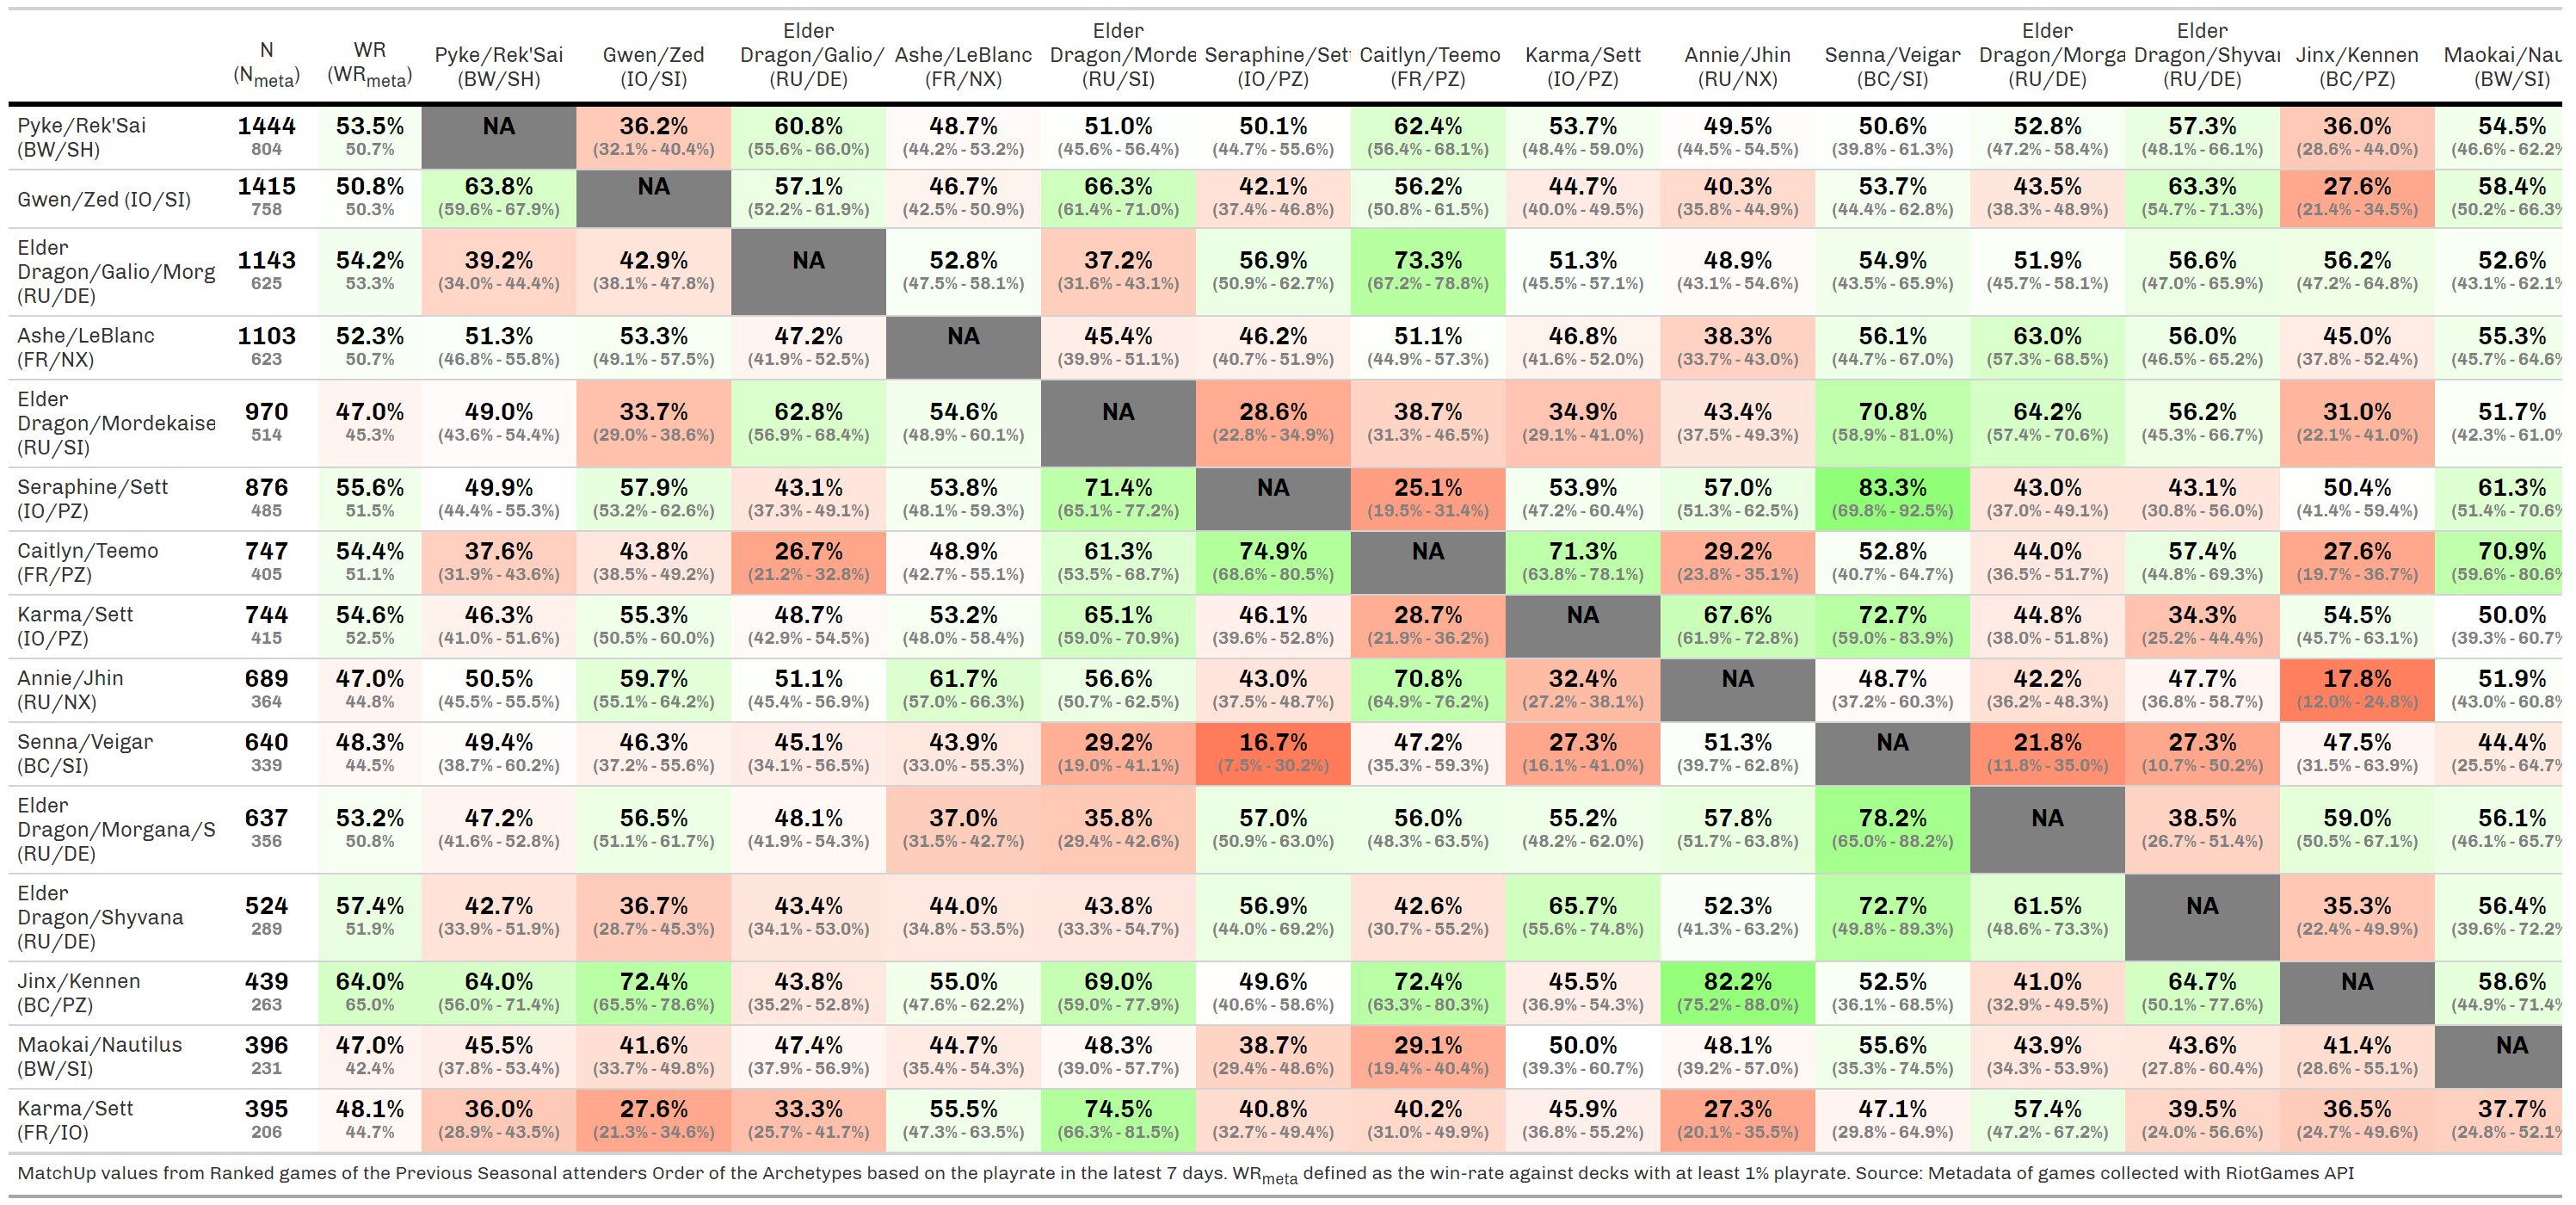 N (Nmeta) WR (WRmeta) Pyke/Rek'Sai (BW/SH) Gwen/Zed (IO/SI) Elder Dragon/Galio/ (RU/DE) Ashe/LeBlanc (FR/NX) Elder Dragon/Morde (RU/SI) Seraphine/Sett (IO/PZ) Caitlyn/Teemo (FR/PZ) Karma/Sett (IO/PZ) Annie/Jhin (RU/NX) Senna/Veigar (BC/SI) Elder Dragon/Morga (RU/DE) Elder Dragon/Shyvar (RU/DE) Jinx/Kennen (BC/PZ) Maokai/Nau (BW/SI)
Pyke/Rek'Sai 1444 53.5% NA 36.2% 60.8% 48.7% 51.0% 50.1% 62.4% 53.7% 49.5% 50.6% 52.8% 57.3% 36.0% 54.5%
(BW/SH) 804 50.7% (32.1% - 40.4%) (55.6% - 66.0%) (44.2% - 53.2%) (45.6% - 56.4%) (44.7% - 55.6%) (56.4% - 68.1%) (48.4% - 59.0%) (44.5% - 54.5%) (39.8% - 61.3%) (47.2% - 58.4%) (48.1% - 66.1%) (28.6% - 44.0%) (46.6% - 62.2%
Gwen/Zed (IO/SI) 1415 50.8% 63.8% NA 57.1% 46.7% 66.3% 42.1% 56.2% 44.7% 40.3% 53.7% 43.5% 63.3% 27.6% 58.4%
758 50.3% (59.6% - 67.9%) (52.2% - 61.9%) (42.5% - 50.9%) (61.4% - 71.0%) (37.4% - 46.8%) (50.8% - 61.5%) (40.0% - 49.5%) (35.8% - 44.9%) (44.4% - 62.8%) (38.3% - 48.9%) (54.7% - 71.3%) (21.4% - 34.5%) (50.2% - 66.3%
Elder
Dragon/Galio/Morg 1143 54.2% 39.2% 42.9% NA 52.8% 37.2% 56.9% 73.3% 51.3% 48.9% 54.9% 51.9% 56.6% 56.2% 52.6%
(RU/DE) 625 53.3% (34.0% - 44.4%) (38.1% - 47.8%) (47.5% - 58.1%) (31.6% - 43.1%) (50.9% - 62.7%) (67.2% - 78.8%) (45.5% - 57.1%) (43.1% - 54.6%) (43.5% - 65.9%) (45.7% - 58.1%) (47.0% - 65.9%) (47.2% - 64.8%) (43.1% - 62.1%
Ashe/LeBlanc 1103 52.3% 51.3% 53.3% 47.2% NA 45.4% 46.2% 51.1% 46.8% 38.3% 56.1% 63.0% 56.0% 45.0% 55.3%
(FR/NX) 623 50.7% (46.8% - 55.8%) (49.1% - 57.5%) (41.9% - 52.5%) (39.9% - 51.1%) (40.7% - 51.9%) (44.9% - 57.3%) (41.6% - 52.0%) (33.7% - 43.0%) (44.7% - 67.0%) (57.3% - 68.5%) (46.5% - 65.2%) (37.8% - 52.4%) (45.7% - 64.6%
Elder
Dragon/Mordekaise 970 47.0% 49.0% 33.7% 62.8% 54.6% NA 28.6% 38.7% 34.9% 43.4% 70.8% 64.2% 56.2% 31.0% 51.7%
(RU/SI) 514 45.3% (43.6% - 54.4%) (29.0% - 38.6%) (56.9% - 68.4%) (48.9% - 60.1%) (22.8% - 34.9%) (31.3% - 46.5%) (29.1% - 41.0%) (37.5% - 49.3%) (58.9% - 81.0%) (57.4% - 70.6%) (45.3% - 66.7%) (22.1% - 41.0%) (42.3% - 61.0%
Seraphine/Sett 876 55.6% 49.9% 57.9% 43.1% 53.8% 71.4% NA 25.1% 53.9% 57.0% 83.3% 43.0% 43.1% 50.4% 61.3%
(IO/PZ) 485 51.5% (44.4% - 55.3%) (53.2% - 62.6%) (37.3% - 49.1%) (48.1% - 59.3%) (65.1% - 77.2%) (19.5% - 31.4%) (47.2% - 60.4%) (51.3% - 62.5%) (69.8% - 92.5%) (37.0% - 49.1%) (30.8% - 56.0%) (41.4% - 59.4%) (51.4% - 70.6%
Caitlyn/Teemo 747 54.4% 37.6% 43.8% 26.7% 48.9% 61.3% 74.9% NA 71.3% 29.2% 52.8% 44.0% 57.4% 27.6% 70.9%
(FR/PZ) 405 51.1% (31.9% - 43.6%) (38.5% - 49.2%) (21.2% - 32.8%) (42.7% - 55.1%) (53.5% - 68.7%) (68.6% - 80.5%) (63.8% - 78.1%) (23.8% - 35.1%) (40.7% - 64.7%) (36.5% - 51.7%) (44.8% - 69.3%) (19.7% - 36.7%) (59.6% - 80.6%
Karma/Sett 744 54.6% 46.3% 55.3% 48.7% 53.2% 65.1% 46.1% 28.7% NA 67.6% 72.7% 44.8% 34.3% 54.5% 50.0%
(IO/PZ) 415 52.5% (41.0% - 51.6%) (50.5% - 60.0%) (42.9% - 54.5%) (48.0% - 58.4%) (59.0% - 70.9%) (39.6% - 52.8%) (21.9% - 36.2%) (61.9% - 72.8%) (59.0% - 83.9%) (38.0% - 51.8%) (25.2% - 44.4%) (45.7% - 63.1%) (39.3% - 60.7%
Annie/Jhin 689 47.0% 50.5% 59.7% 51.1% 61.7% 56.6% 43.0% 70.8% 32.4% NA 48.7% 42.2% 47.7% 17.8% 51.9%
(RU/NX) 364 44.8% (45.5% - 55.5%) (55.1% - 64.2%) (45.4% - 56.9%) (57.0% - 66.3%) (50.7% - 62.5%) (37.5% - 48.7%) (64.9% - 76.2%) (27.2% - 38.1%) (37.2% - 60.3%) (36.2% - 48.3%) (36.8% - 58.7%) (12.0% - 24.8%) (43.0% - 60.8%
Senna/Veigar 640 48.3% 49.4% 46.3% 45.1% 43.9% 29.2% 16.7% 47.2% 27.3% 51.3% NA 21.8% 27.3% 47.5% 44.4%
(BC/SI) 339 44.5% (38.7% - 60.2%) (37.2% - 55.6%) (34.1% - 56.5%) (33.0% - 55.3%) (19.0% - 41.1%) (7.5% - 30.2%) (35.3% - 59.3%) (16.1% - 41.0%) (39.7% - 62.8%) (11.8% - 35.0%) (10.7% - 50.2%) (31.5% - 63.9%) (25.5% - 64.7%
Elder
Dragon/Morgana/S 637 53.2% 47.2% 56.5% 48.1% 37.0% 35.8% 57.0% 56.0% 55.2% 57.8% 78.2% NA 38.5% 59.0% 56.1%
(RU/DE) 356 50.8% (41.6% - 52.8%) (51.1% - 61.7%) (41.9% - 54.3%) (31.5% - 42.7%) (29.4% - 42.6%) (50.9% - 63.0%) (48.3% - 63.5%) (48.2% - 62.0%) (51.7% - 63.8%) (65.0% - 88.2%) (26.7% - 51.4%) (50.5% - 67.1%) (46.1% - 65.7%
Elder
Dragon/Shyvana 524 57.4% 42.7% 36.7% 43.4% 44.0% 43.8% 56.9% 42.6% 65.7% 52.3% 72.7% 61.5% NA 35.3% 56.4%
(RU/DE) 289 51.9% (33.9% - 51.9%) (28.7% - 45.3%) (34.1% - 53.0%) (34.8% - 53.5%) (33.3% - 54.7%) (44.0% - 69.2%) (30.7% - 55.2%) (55.6% - 74.8%) (41.3% - 63.2%) (49.8% - 89.3%) (48.6% - 73.3%) (22.4% - 49.9%) (39.6% - 72.2%
Jinx/Kennen 439 64.0% 64.0% 72.4% 43.8% 55.0% 69.0% 49.6% 72.4% 45.5% 82.2% 52.5% 41.0% 64.7% NA 58.6%
(BC/PZ) 263 65.0% (56.0% - 71.4%) (65.5% - 78.6%) (35.2% - 52.8%) (47.6% - 62.2%) (59.0% - 77.9%) (40.6% - 58.6%) (63.3% - 80.3%) (36.9% - 54.3%) (75.2% - 88.0%) (36.1% - 68.5%) (32.9% - 49.5%) (50.1% - 77.6%) (44.9% - 71.4%
Maokai/Nautilus 396 47.0% 45.5% 41.6% 47.4% 44.7% 48.3% 38.7% 29.1% 50.0% 48.1% 55.6% 43.9% 43.6% 41.4% NA
(BW/SI) 231 42.4% (37.8% - 53.4%) (33.7% - 49.8%) (37.9% - 56.9%) (35.4% - 54.3%) (39.0% - 57.7%) (29.4% - 48.6%) (19.4% - 40.4%) (39.3% - 60.7%) (39.2% - 57.0%) (35.3% - 74.5%) (34.3% - 53.9%) (27.8% - 60.4%) (28.6% - 55.1%)
Karma/Sett 395 48.1% 36.0% 27.6% 33.3% 55.5% 74.5% 40.8% 40.2% 45.9% 27.3% 47.1% 57.4% 39.5% 36.5% 37.7%
(FR/IO) 206 44.7% (28.9% - 43.5%) (21.3% - 34.6%) (25.7% - 41.7%) (47.3% - 63.5%) (66.3% - 81.5%) (32.7% - 49.4%) (31.0% - 49.9%) (36.8% - 55.2%) (20.1% - 35.5%) (29.8% - 64.9%) (47.2% - 67.2%) (24.0% - 56.6%) (24.7% - 49.6%) (24.8% - 52.1%
MatchUp values from Ranked games of the Previous Seasonal attenders Order of the Archetypes based on the playrate in the latest 7 days. WRmeta defined as the win-rate against decks with at least 1% playrate. Source: Metadata of games collected with RiotGames API